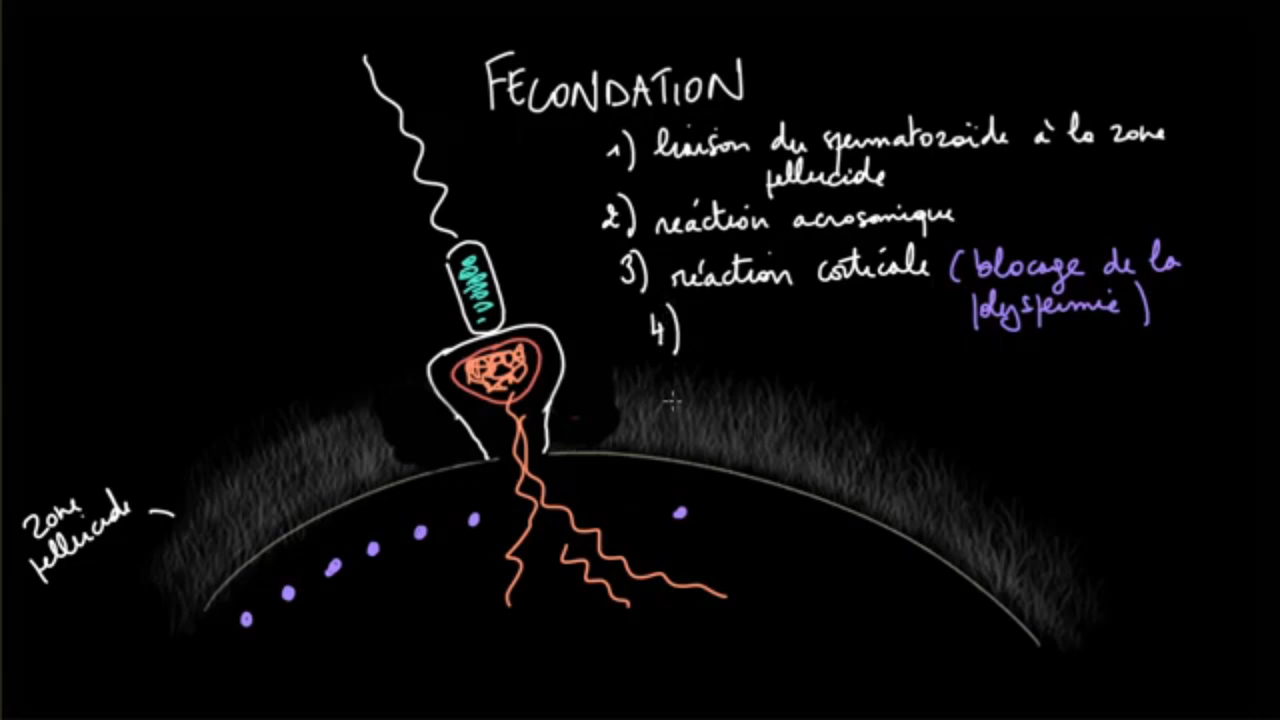 FECONDATION
1) liaison du spermatozoïde à la zone
pellucide
2) réaction acrosomique
3) réaction corticale (blocage de la
polyspermie)
4)
Zone
pellucide